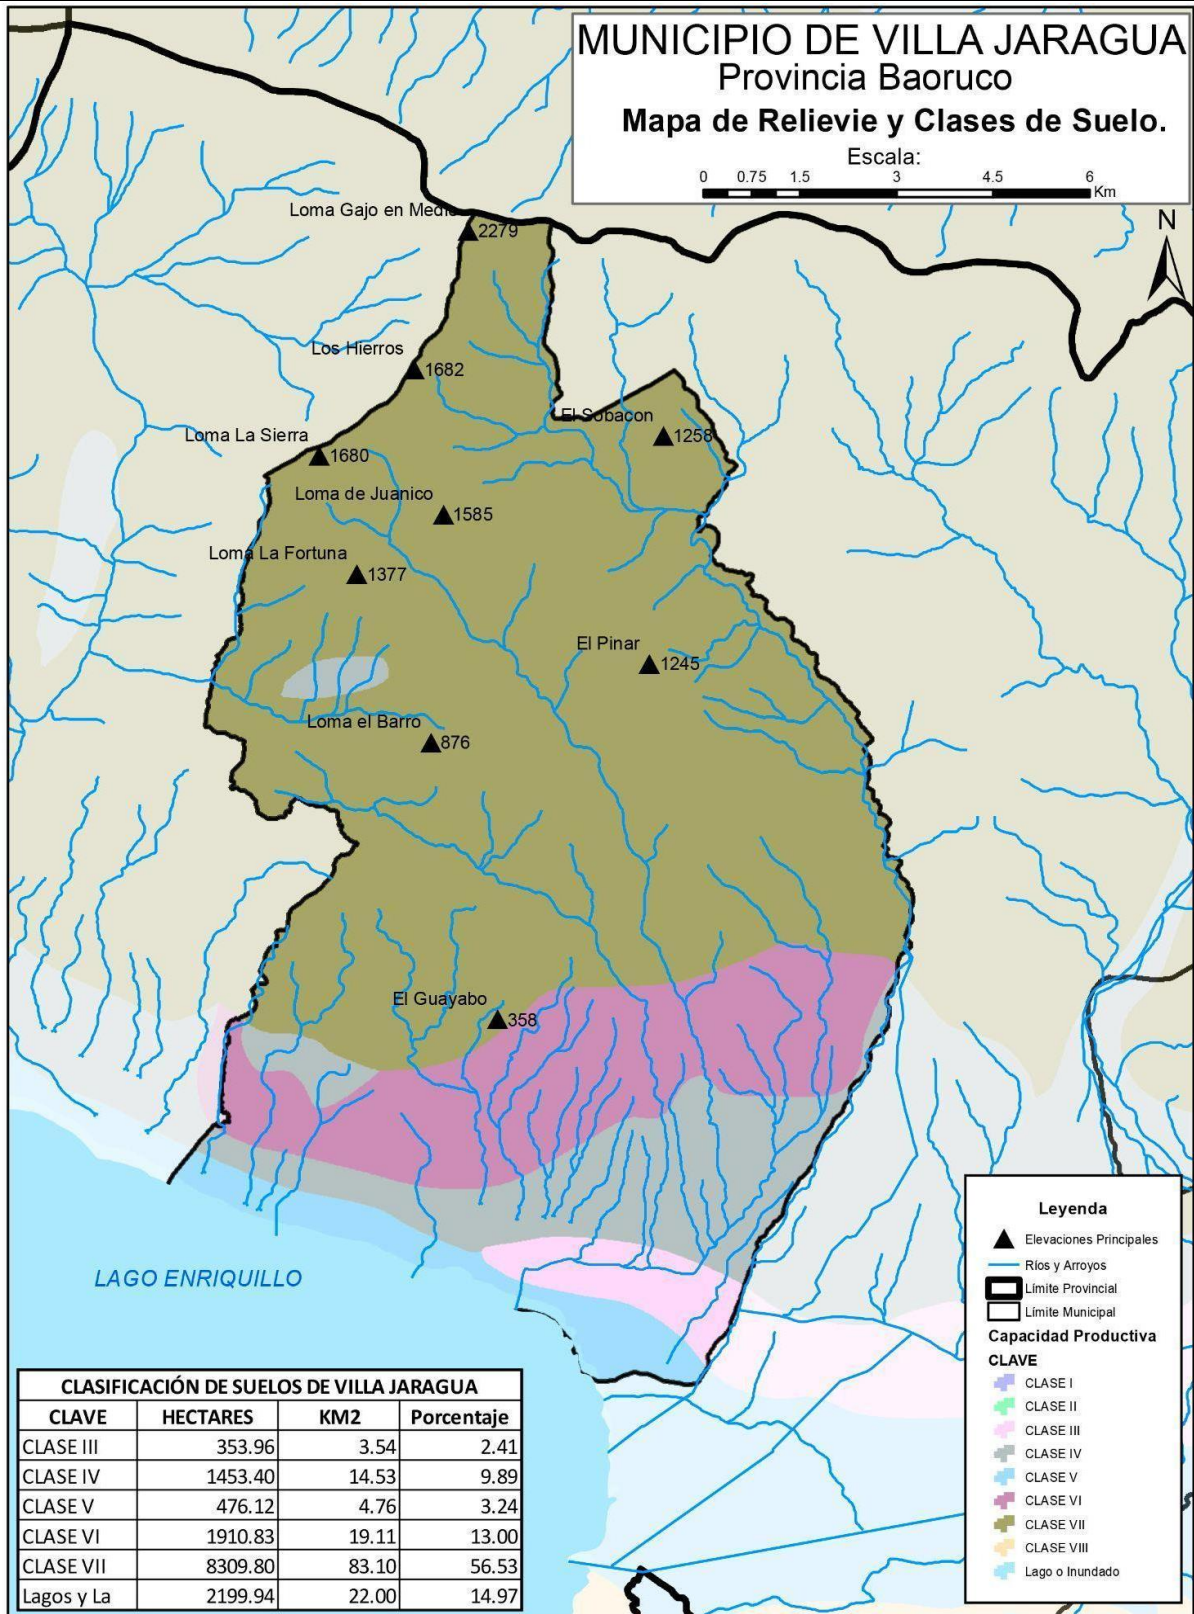 MUNICIPIO DE VILLA JARAGUA
Provincia Baoruco
Mapa de Relievie y Clases de Suelo.
Escala:
0 0.75 1.5 3 4.5 6
Km
N
Loma Gajo en Medio
2279
Los Hierros
1682
El Sobacon
1258
Loma La Sierra
1680
Loma de Juanico
1585
Loma La Fortuna
1377
El Pinar
1245
Loma el Barro
876
El Guayabo
358
LAGO ENRIQUILLO
Leyenda
Elevaciones Principales
Ríos y Arroyos
Límite Provincial
Límite Municipal
Capacidad Productiva
CLAVE
CLASE I
CLASE II
CLASE III
CLASE IV
CLASE V
CLASE VI
CLASE VII
CLASE VIII
Lago o Inundado
CLASIFICACIÓN DE SUELOS DE VILLA JARAGUA
CLAVE HECTARES KM2 Porcentaje
CLASE III 353.96 3.54 2.41
CLASE IV 1453.40 14.53 9.89
CLASE V 476.12 4.76 3.24
CLASE VI 1910.83 19.11 13.00
CLASE VII 8309.80 83.10 56.53
Lagos y La 2199.94 22.00 14.97